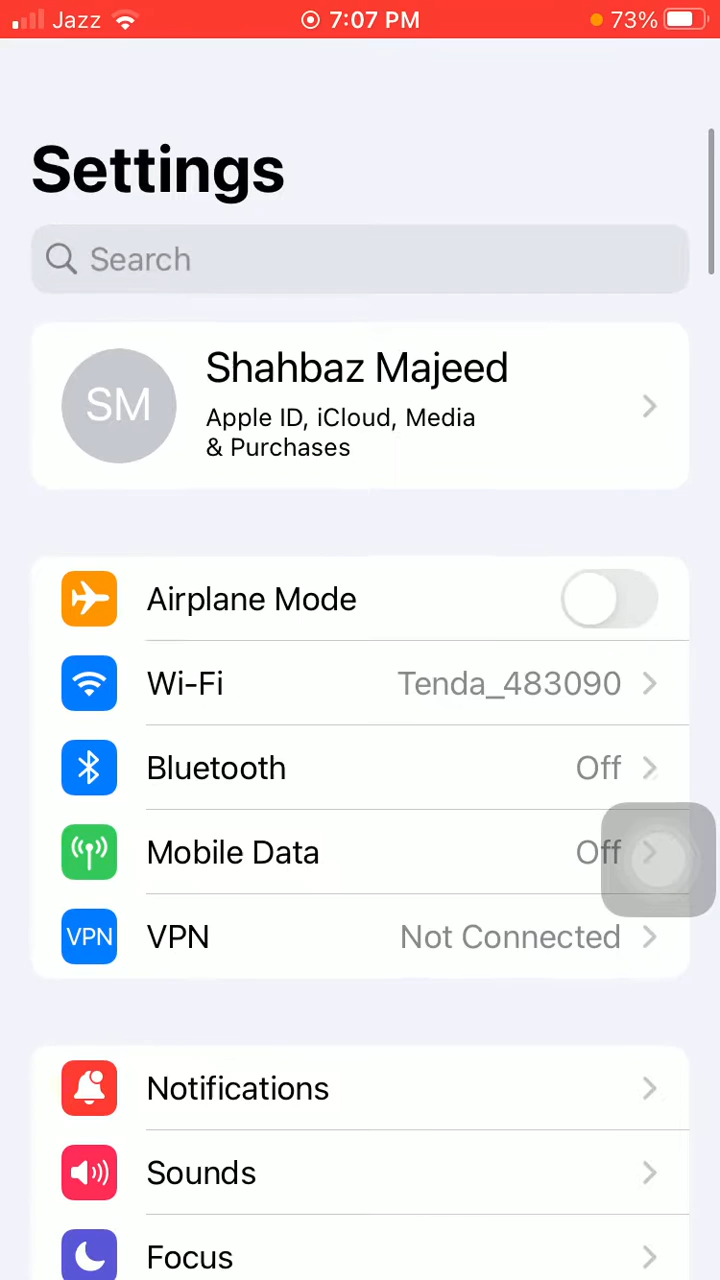 Jazz 7:07 PM 73%
Settings
Search
SM
Shahbaz Majeed
Apple ID, iCloud, Media
& Purchases
Airplane Mode
Wi-Fi Tenda_483090
Bluetooth Off
Mobile Data Off
VPN VPN Not Connected
Notifications
Sounds
Focus